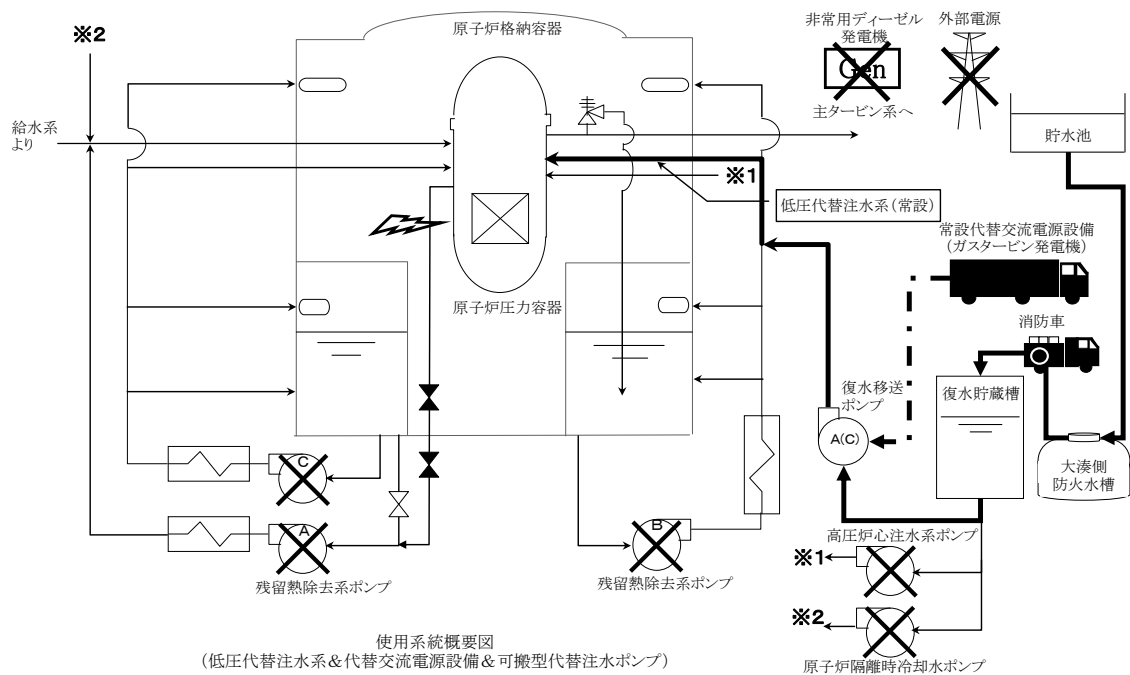 ※2
原子炉格納容器
非常用ディーゼル
発電機
Gen
主タービン系へ
外部電源
貯水池
給水系
より
※1
低圧代替注水系（常設）
常設代替交流電源設備
（ガスタービン発電機）
原子炉圧力容器
消防車
復水移送
ポンプ
A(C)
復水貯蔵槽
大湊側
防火水槽
C
A
残留熱除去系ポンプ
B
残留熱除去系ポンプ
高圧炉心注水系ポンプ
※1
※2
原子炉隔離時冷却水ポンプ
使用系統概要図
（低圧代替注水系＆代替交流電源設備＆可搬型代替注水ポンプ）